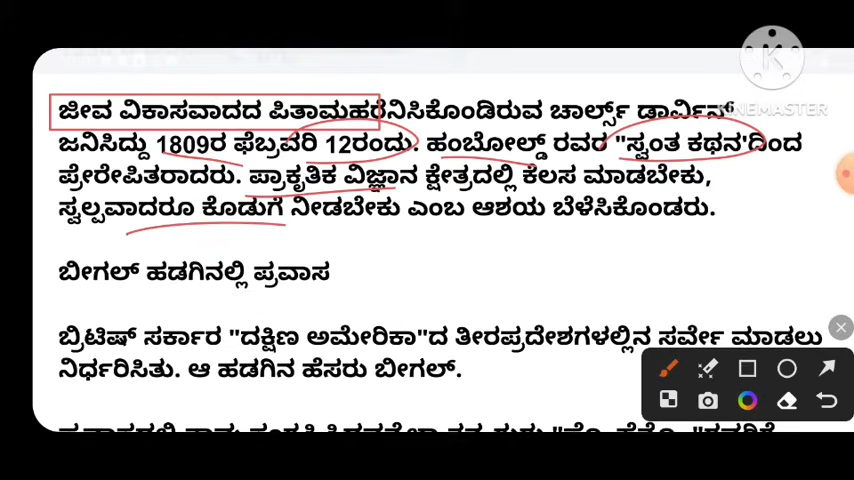 KINEMASTER
ಜೀವ ವಿಕಾಸವಾದದ ಪಿತಾಮಹರೆನಿಸಿಕೊಂಡಿರುವ ಚಾರ್ಲ್ಸ್ ಡಾರ್ವಿನ್
ಜನಿಸಿದ್ದು 1809ರ ಫೆಬ್ರವರಿ 12ರಂದು. ಹಂಬೋಲ್ಡ್ ರವರ "ಸ್ವಂತ ಕಥನ'ದಿಂದ
ಪ್ರೇರೇಪಿತರಾದರು. ಪ್ರಾಕೃತಿಕ ವಿಜ್ಞಾನ ಕ್ಷೇತ್ರದಲ್ಲಿ ಕೆಲಸ ಮಾಡಬೇಕು,
ಸ್ವಲ್ಪವಾದರೂ ಕೊಡುಗೆ ನೀಡಬೇಕು ಎಂಬ ಆಶಯ ಬೆಳೆಸಿಕೊಂಡರು.
ಬೀಗಲ್ ಹಡಗಿನಲ್ಲಿ ಪ್ರವಾಸ
ಬ್ರಿಟಿಷ್ ಸರ್ಕಾರ "ದಕ್ಷಿಣ ಅಮೇರಿಕಾ"ದ ತೀರಪ್ರದೇಶಗಳಲ್ಲಿನ ಸರ್ವೇ ಮಾಡಲು
ನಿರ್ಧರಿಸಿತು. ಆ ಹಡಗಿನ ಹೆಸರು ಬೀಗಲ್.